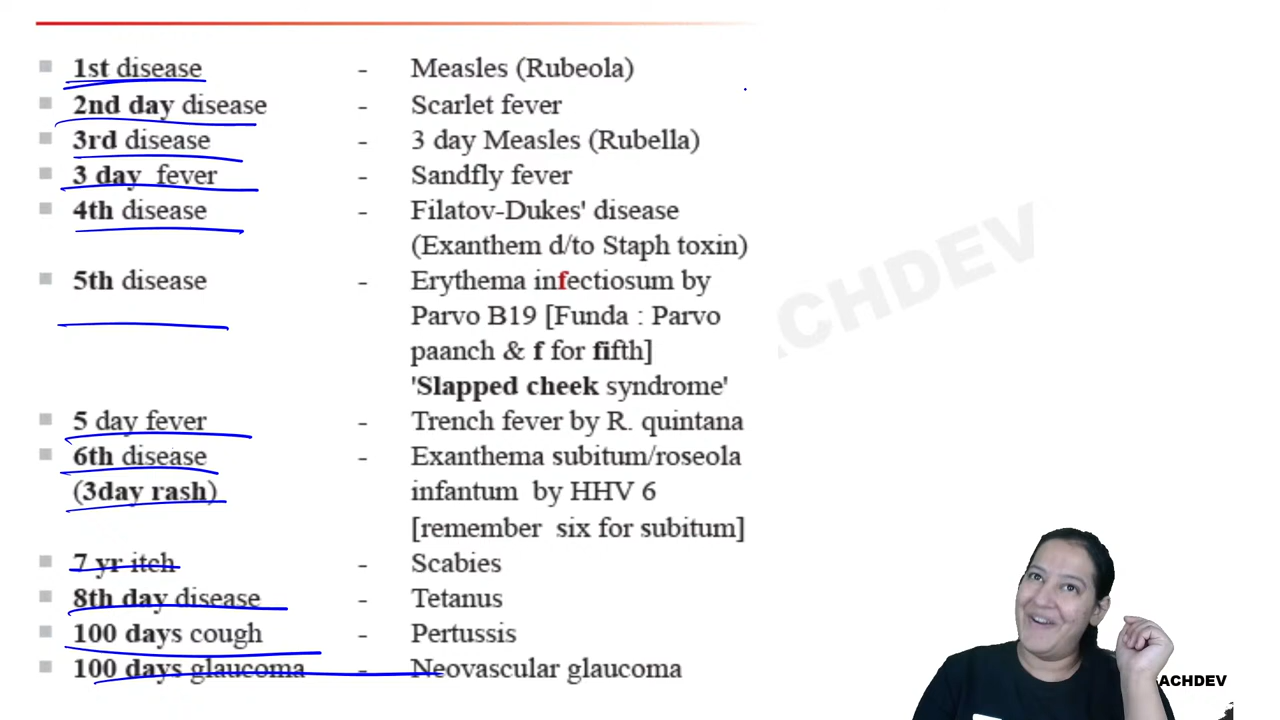 1st disease - Measles (Rubeola)
2nd day disease - Scarlet fever
3rd disease - 3 day Measles (Rubella)
3 day fever - Sandfly fever
4th disease - Filatov-Dukes' disease
(Exanthem d/to Staph toxin)
5th disease - Erythema infectiosum by
Parvo B19 [Funda : Parvo
paanch & f for fifth]
'Slapped cheek syndrome'
5 day fever - Trench fever by R. quintana
6th disease - Exanthema subitum/roseola
(3day rash) infantum by HHV 6
[remember six for subitum]
7 yr itch - Scabies
8th day disease - Tetanus
100 days cough - Pertussis
100 days glaucoma - Neovascular glaucoma
ACHDEV
ACHDEV